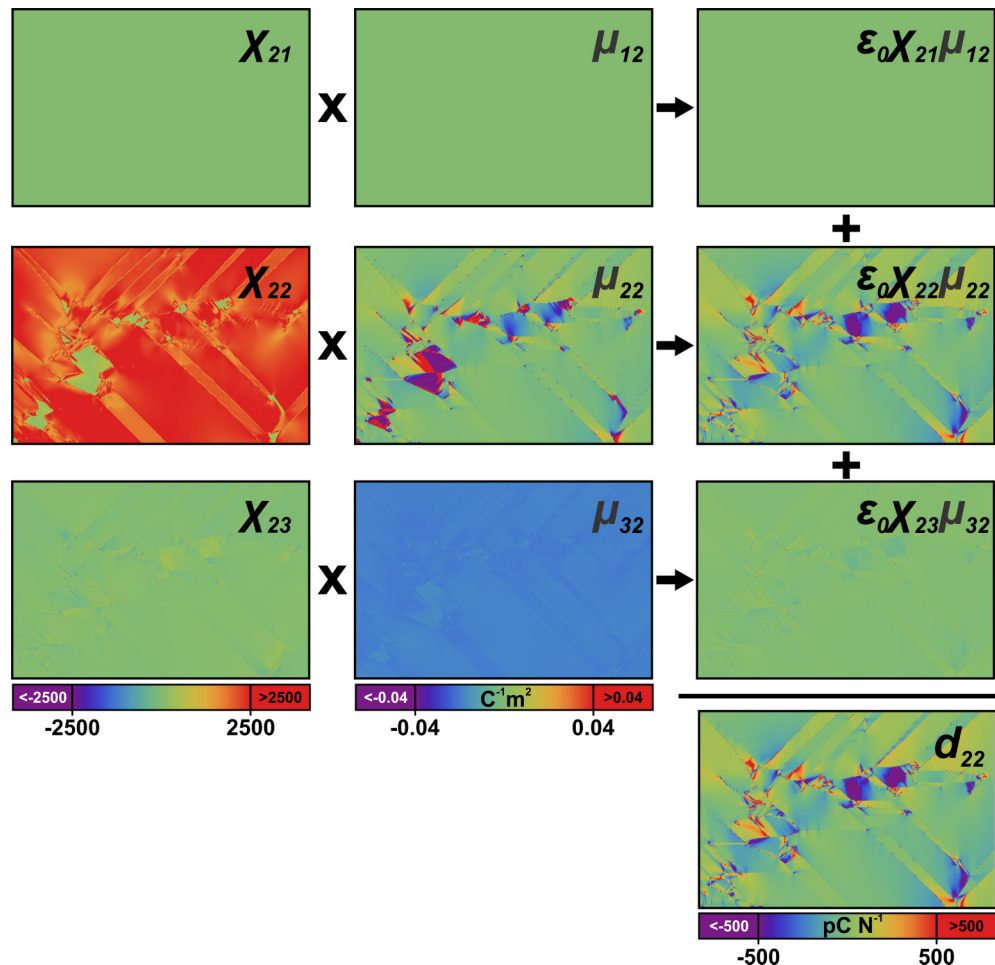 χ21 x μ12 → ε0χ21μ12
+
χ22 x μ22 → ε0χ22μ22
+
χ23 x μ32 → ε0χ23μ32
<-2500 >2500
-2500 2500
<-0.04 C⁻¹m² >0.04
-0.04 0.04
d22
<-500 pC N⁻¹ >500
-500 500